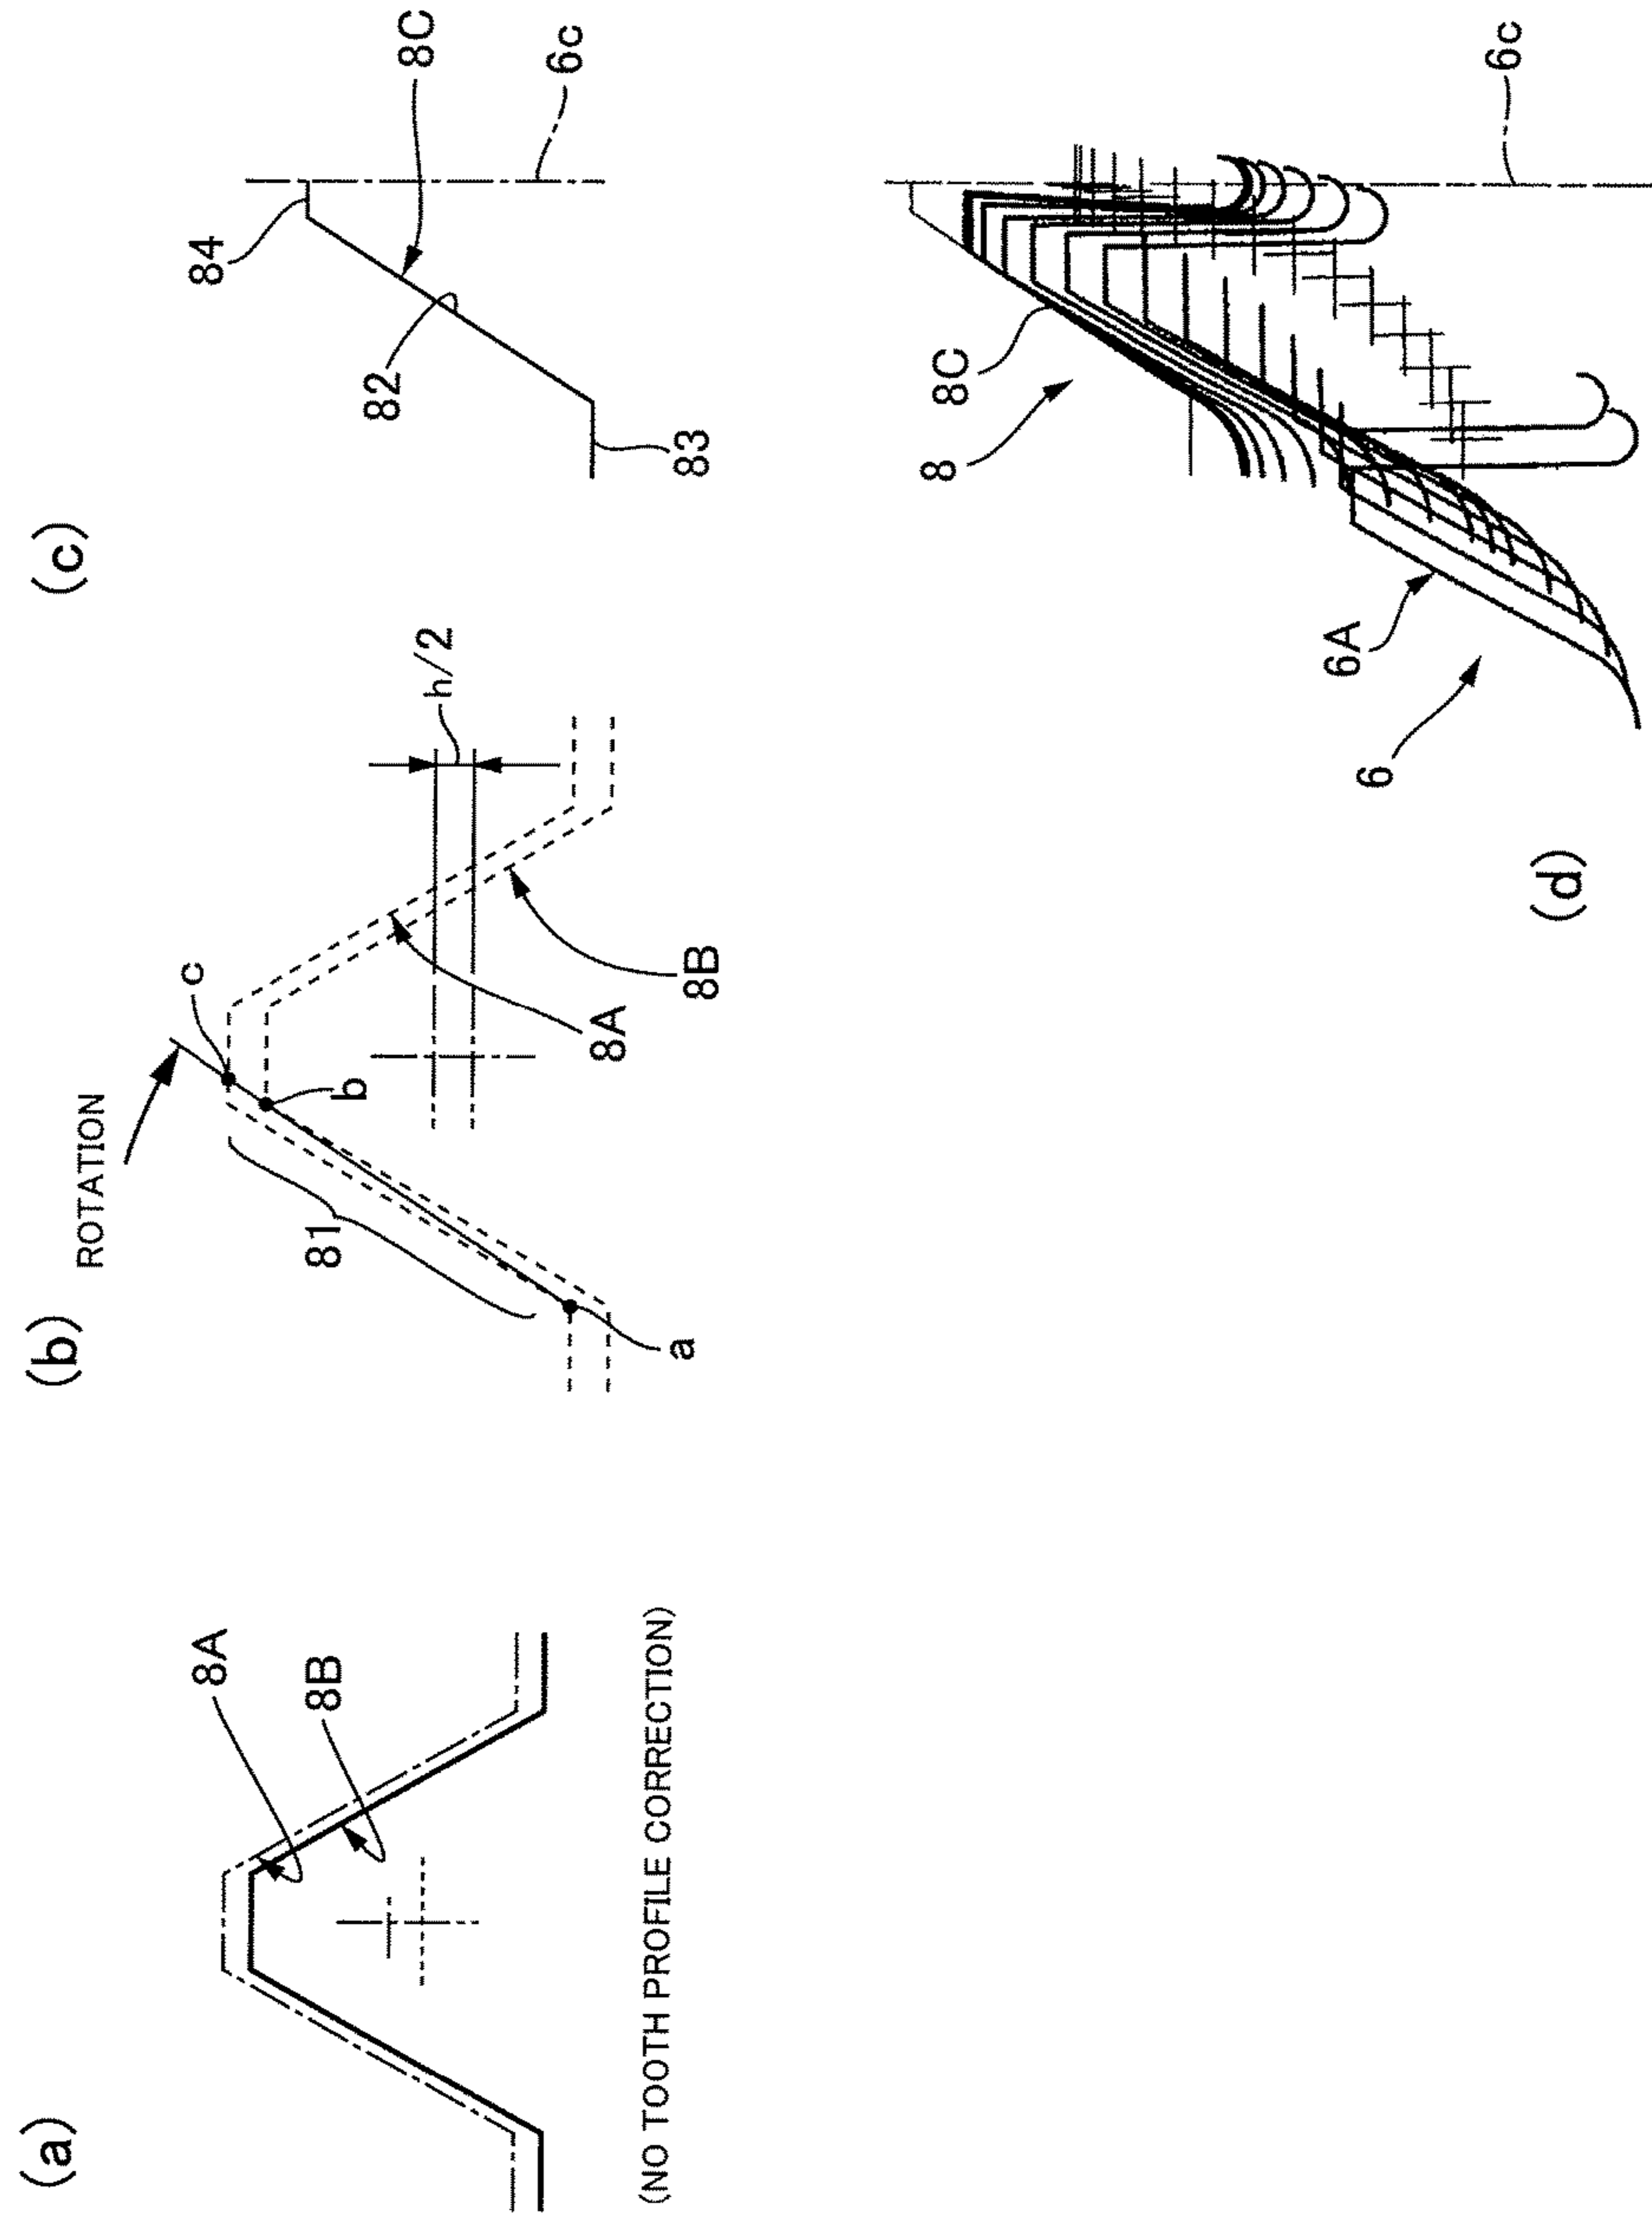 (a)
8A
8B
(NO TOOTH PROFILE CORRECTION)
(b)
ROTATION
c
81
b
h/2
a
8A
8B
(c)
84
8C
82
6c
83
(d)
8
8C
6A
6
6c